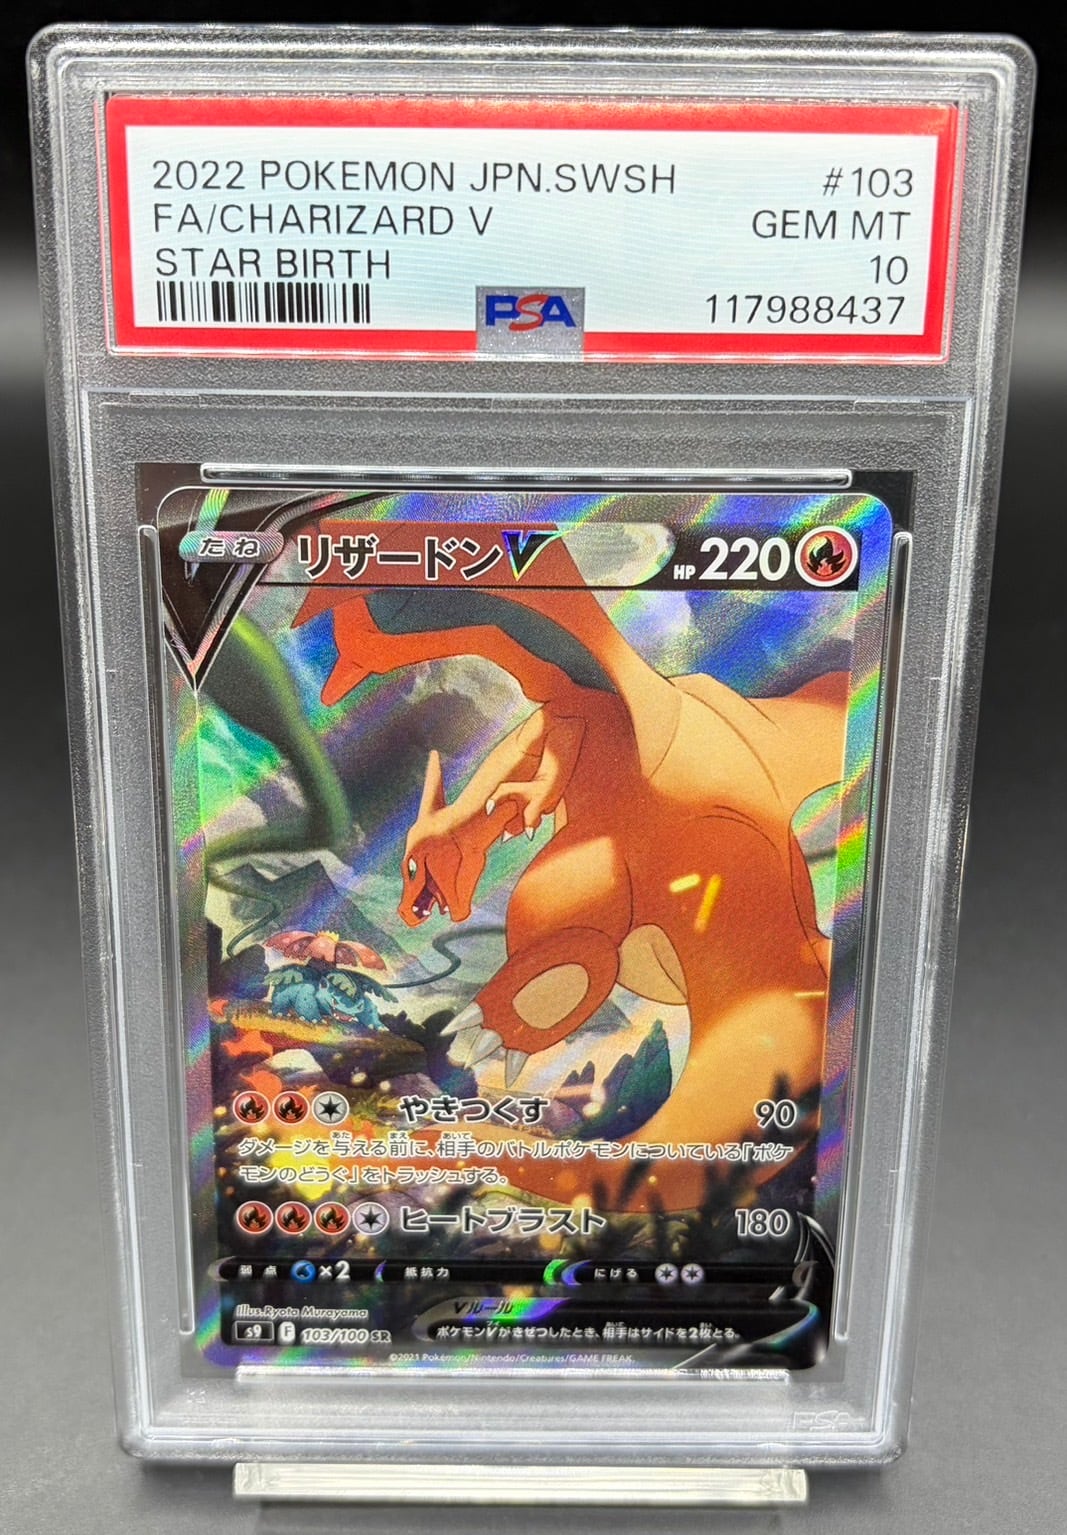 2022 POKEMON JPN.SWSH #103
FA/CHARIZARD V GEM MT
STAR BIRTH 10
PSA 117988437
たね リザードンV HP 220
やきつくす 90
ダメージを与える前に、相手のバトルポケモンについている「ポケ
モンのどうぐ」をトラッシュする。
ヒートブラスト 180
弱点 ×2 抵抗力 にげる
Illus.Ryota Murayama
Vルール
s9 F 103/100 SR
ポケモンVがきぜつしたとき、相手はサイドを2枚とる。
©2021 Pokémon/Nintendo/Creatures/GAME FREAK.